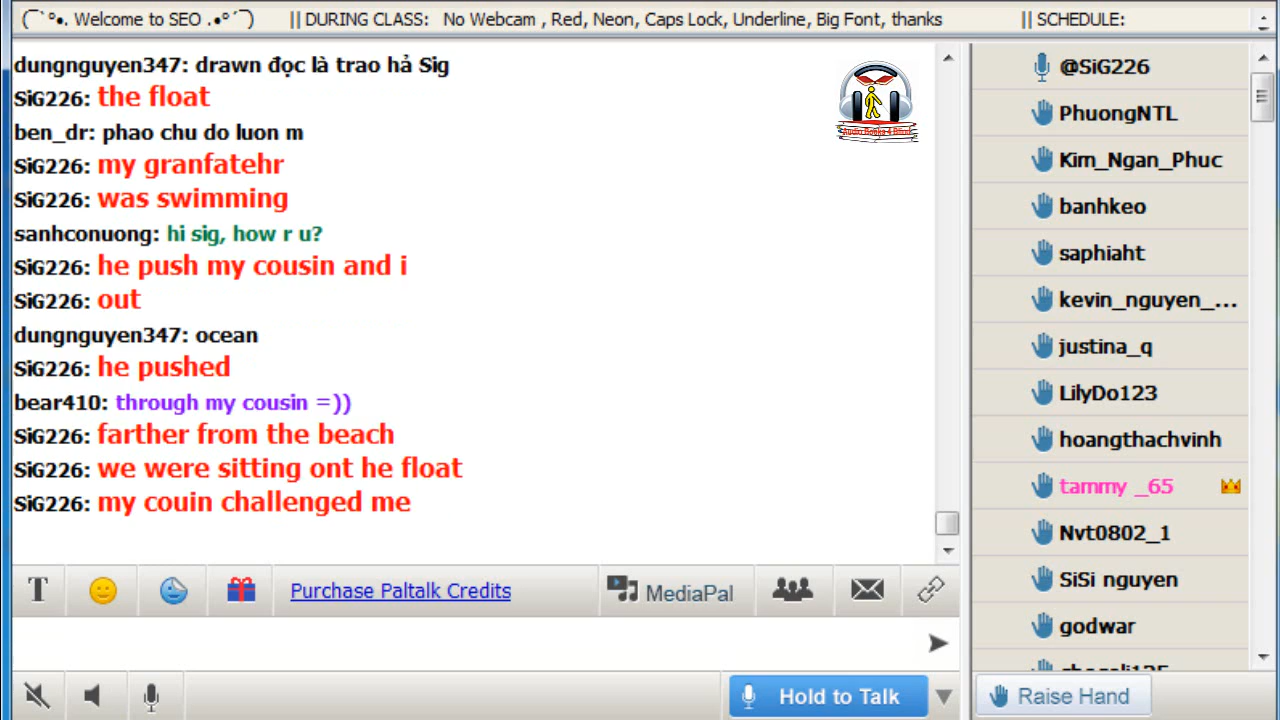 (¯`°•. Welcome to SEO .•°´¯) || DURING CLASS: No Webcam , Red, Neon, Caps Lock, Underline, Big Font, thanks || SCHEDULE:
dungnguyen347: drawn đọc là trao hả Sig
SiG226: the float
ben_dr: phao chu do luon m
SiG226: my granfatehr
SiG226: was swimming
sanhconuong: hi sig, how r u?
SiG226: he push my cousin and i
SiG226: out
dungnguyen347: ocean
SiG226: he pushed
bear410: through my cousin =))
SiG226: farther from the beach
SiG226: we were sitting ont he float
SiG226: my couin challenged me
Audio Books 4 Blind
T
Purchase Paltalk Credits
MediaPal
Hold to Talk
@SiG226
PhuongNTL
Kim_Ngan_Phuc
banhkeo
saphiaht
kevin_nguyen_...
justina_q
LilyDo123
hoangthachvinh
tammy _65
Nvt0802_1
SiSi nguyen
godwar
Raise Hand